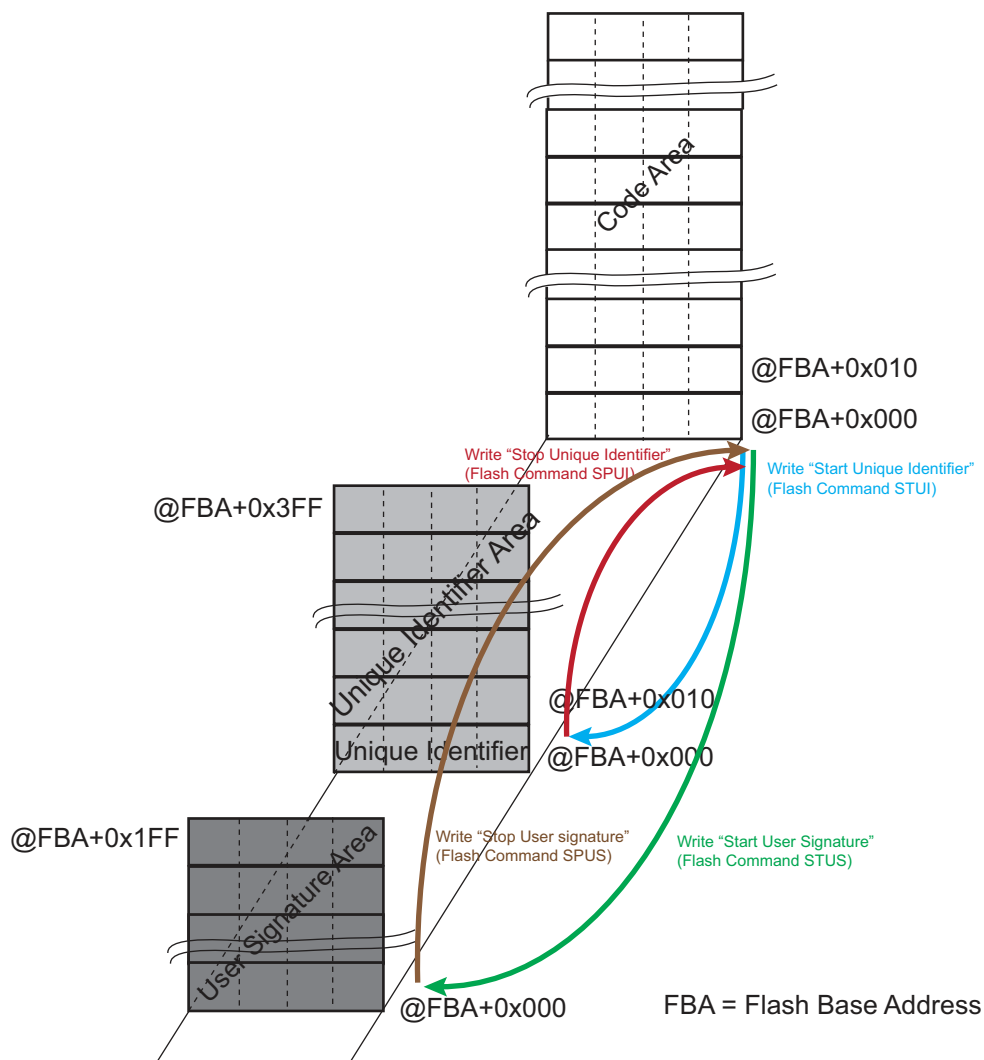 Code Area
@FBA+0x010
@FBA+0x000
Write “Stop Unique Identifier”
(Flash Command SPUI)
Write “Start Unique Identifier”
(Flash Command STUI)
@FBA+0x3FF
Unique Identifier Area
@FBA+0x010
Unique Identifier
@FBA+0x000
@FBA+0x1FF
User Signature Area
Write “Stop User signature”
(Flash Command SPUS)
Write “Start User Signature”
(Flash Command STUS)
@FBA+0x000
FBA = Flash Base Address